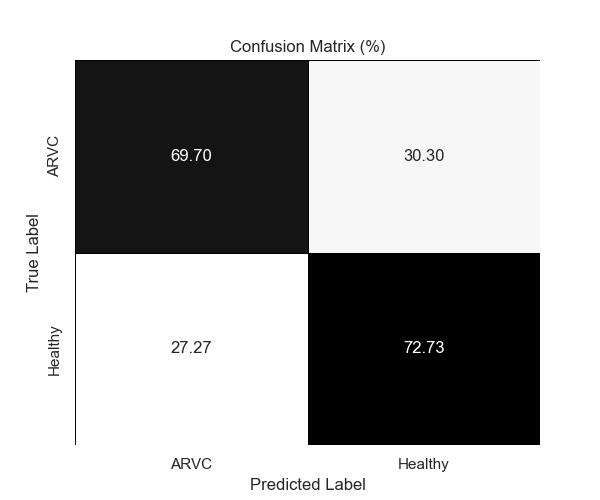 Confusion Matrix (%)
True Label
ARVC
69.70
30.30
Healthy
27.27
72.73
ARVC
Healthy
Predicted Label